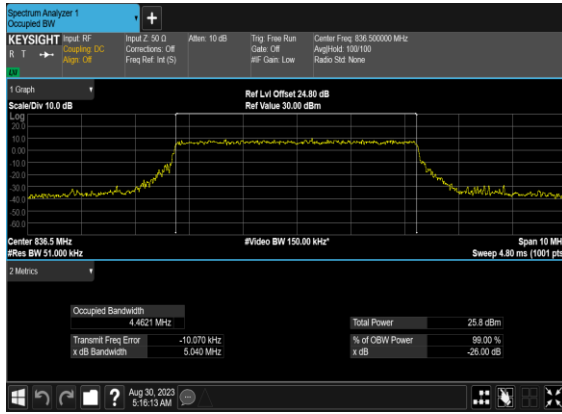 Spectrum Analyzer 1
Occupied BW
KEYSIGHT
R T
Input: RF
Coupling: DC
Align: Off
Input Z: 50 Ω
Corrections: Off
Freq Ref: Int (S)
Atten: 10 dB
Trig: Free Run
Gate: Off
#IF Gain: Low
Center Freq: 836.500000 MHz
Avg|Hold: 100/100
Radio Std: None
1 Graph
Scale/Div 10.0 dB
Ref Lvl Offset 24.80 dB
Ref Value 30.00 dBm
Log
20.0
10.0
0.00
-10.0
-20.0
-30.0
-40.0
-50.0
-60.0
Center 836.5 MHz
#Video BW 150.00 kHz*
Span 10 MH
#Res BW 51.000 kHz
Sweep 4.80 ms (1001 pts
2 Metrics
Occupied Bandwidth
4.4621 MHz
Total Power 25.8 dBm
Transmit Freq Error -10.070 kHz
% of OBW Power 99.00 %
x dB Bandwidth 5.040 MHz
x dB -26.00 dB
?
Aug 30, 2023
5:16:13 AM